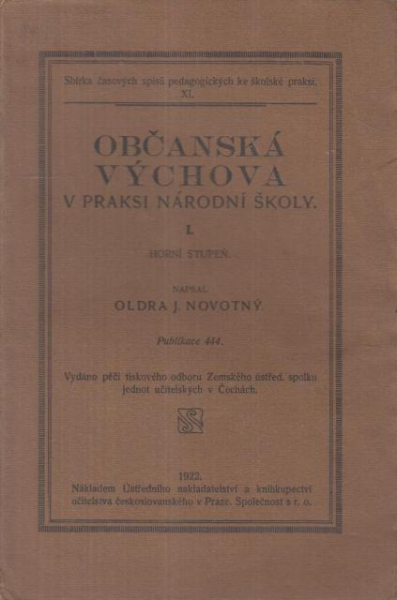 Sbírka časových spisů pedagogických ke školské praksi.
XI.
OBČANSKÁ
VÝCHOVA
V PRAKSI NÁRODNÍ ŠKOLY.
I.
HORNÍ STUPEŇ.
NAPSAL
OLDRA J. NOVOTNÝ.
Publikace 444.
Vydáno péčí tiskového odboru Zemského ústřed. spolku
jednot učitelských v Čechách.
1922.
Nákladem Ústředního nakladatelství a knihkupectví
učitelstva československého v Praze. Společnost s r. o.